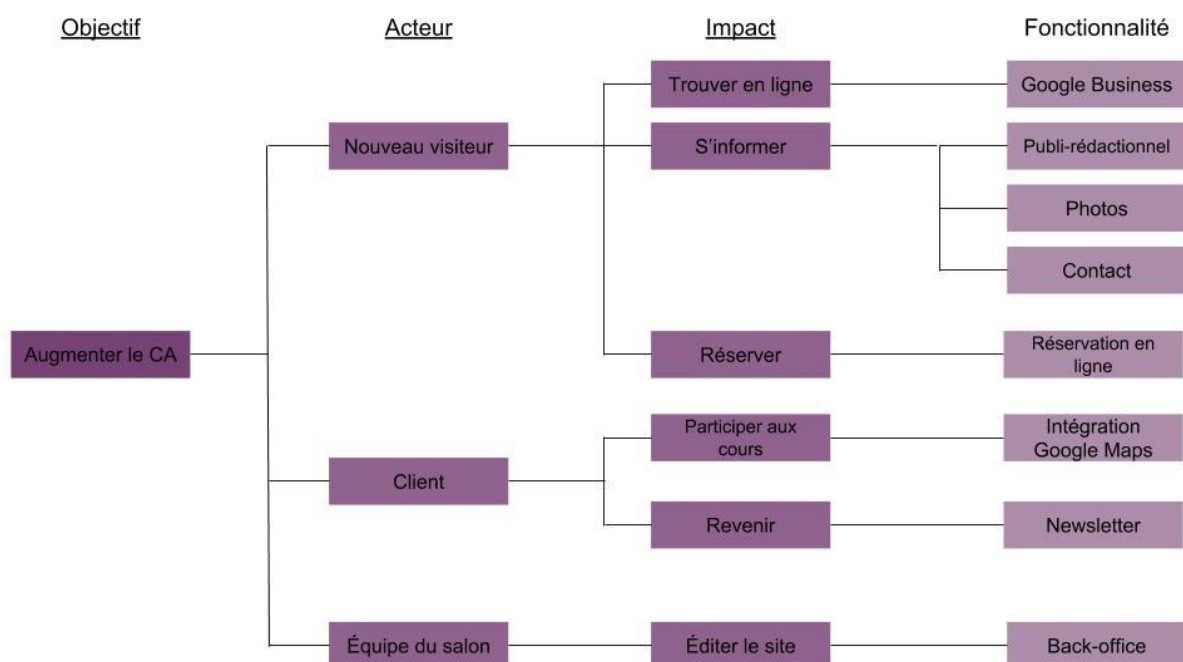 Objectif
Acteur
Impact
Fonctionnalité
Trouver en ligne
Google Business
Nouveau visiteur
S'informer
Publi-rédactionnel
Photos
Contact
Augmenter le CA
Réserver
Réservation en
ligne
Participer aux
cours
Intégration
Google Maps
Client
Revenir
Newsletter
Équipe du salon
Éditer le site
Back-office